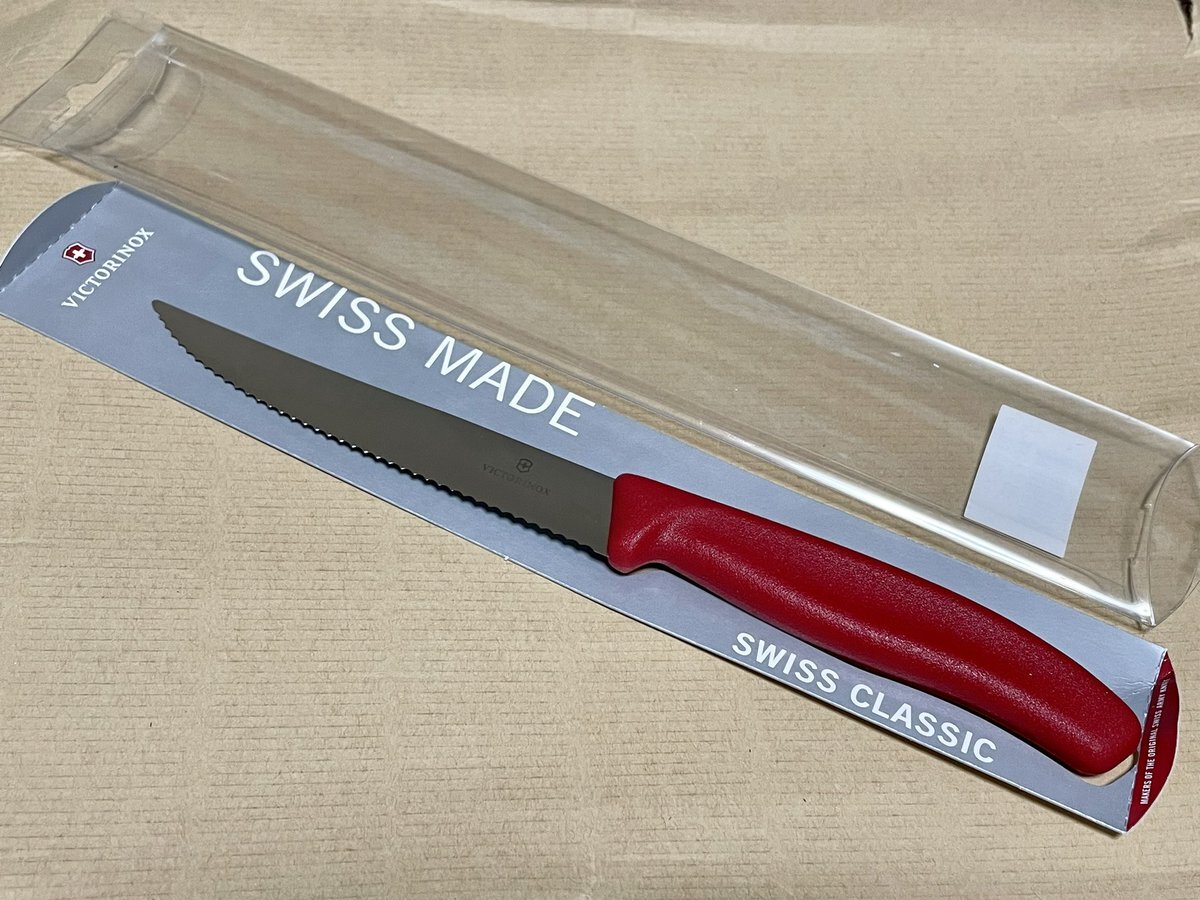 VICTORINOX
SWISS MADE
VICTORINOX
SWISS CLASSIC
MAKERS OF THE ORIGINAL SWISS ARMY KNIFE